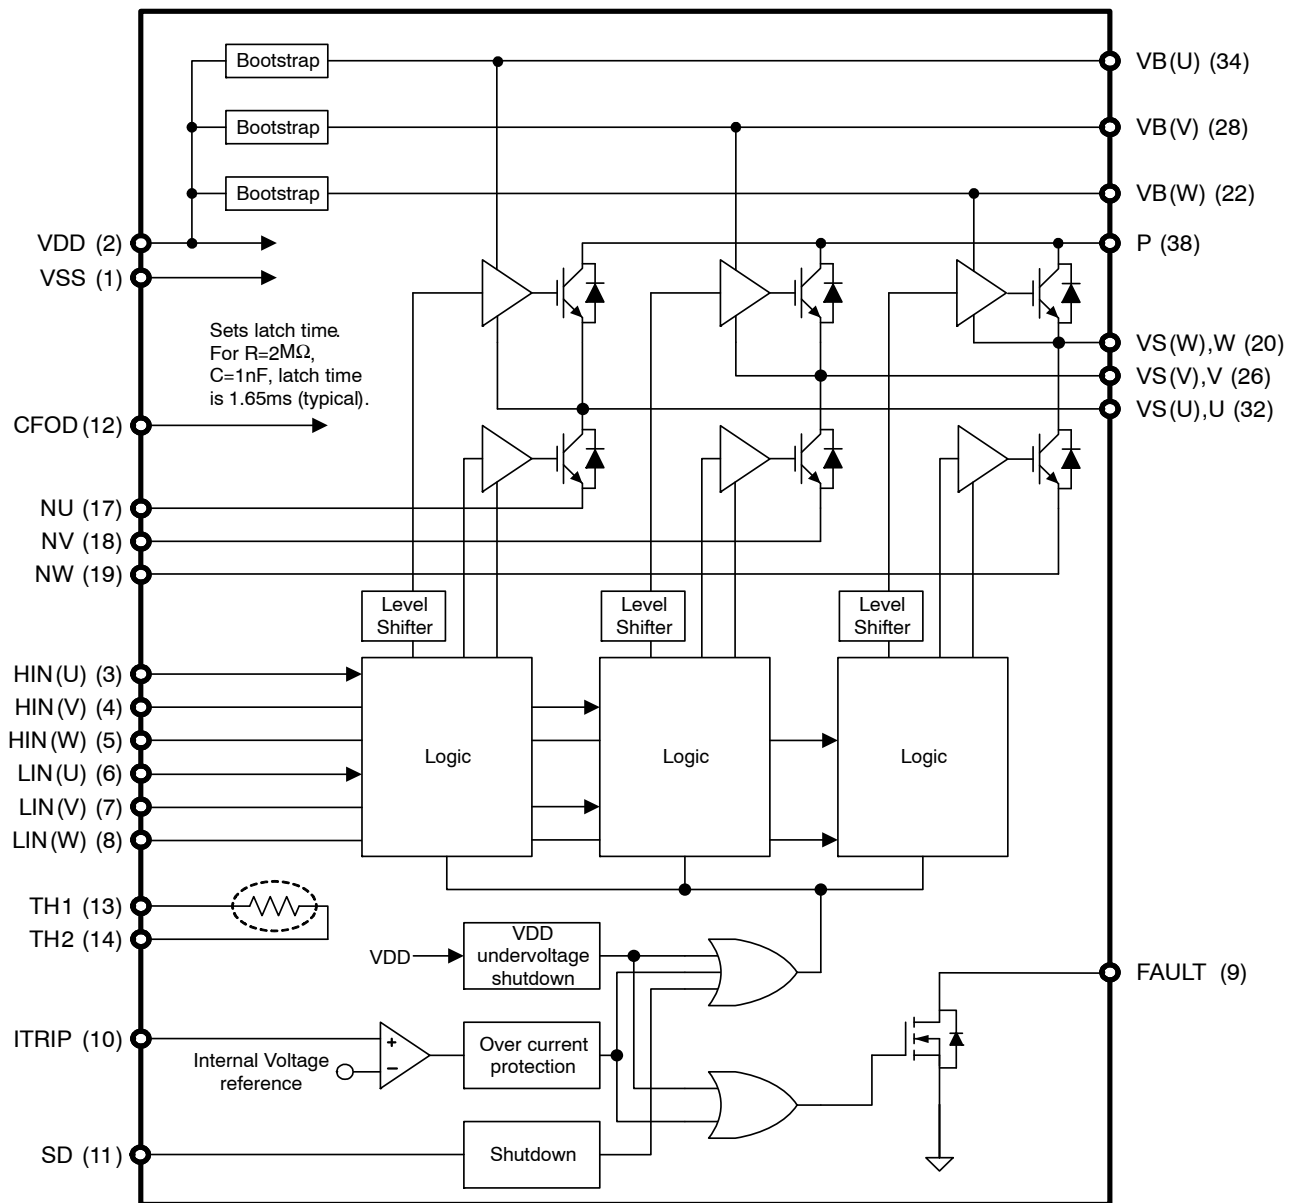 Bootstrap
VB(U) (34)
Bootstrap
VB(V) (28)
Bootstrap
VB(W) (22)
VDD (2)
P (38)
VSS (1)
Sets latch time.
For R=2MΩ,
C=1nF, latch time
is 1.65ms (typical).
VS(W),W (20)
VS(V),V (26)
VS(U),U (32)
CFOD (12)
NU (17)
NV (18)
NW (19)
Level
Shifter
Level
Shifter
Level
Shifter
HIN(U) (3)
HIN(V) (4)
HIN(W) (5)
LIN(U) (6)
LIN(V) (7)
LIN(W) (8)
Logic
Logic
Logic
TH1 (13)
TH2 (14)
VDD
VDD
undervoltage
shutdown
FAULT (9)
ITRIP (10)
Internal Voltage
reference
+
−
Over current
protection
SD (11)
Shutdown